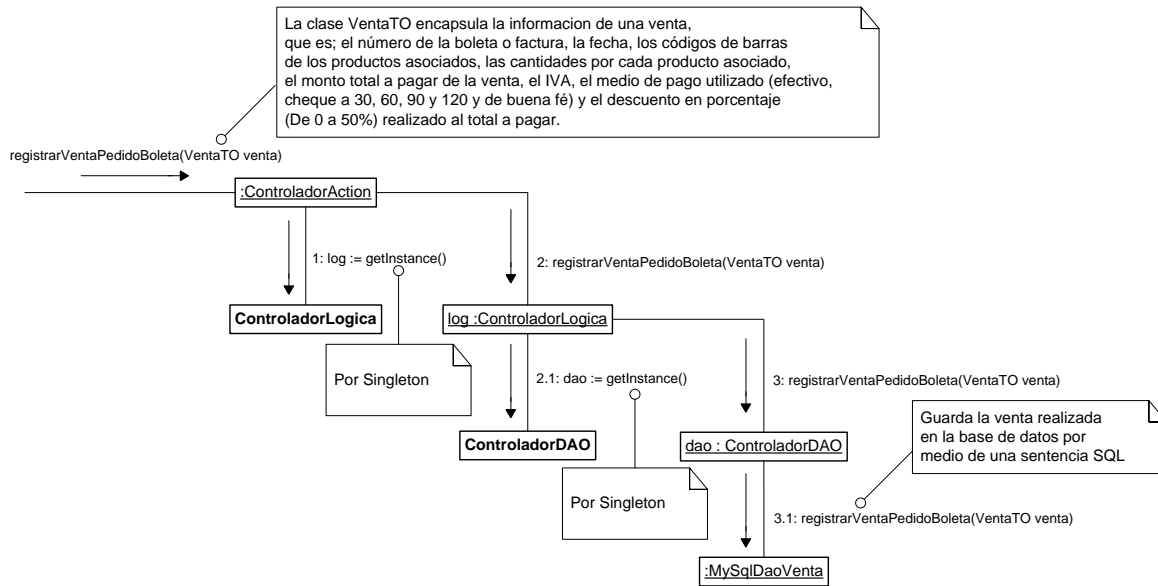 La clase VentaTO encapsula la informacion de una venta,
que es; el número de la boleta o factura, la fecha, los códigos de barras
de los productos asociados, las cantidades por cada producto asociado,
el monto total a pagar de la venta, el IVA, el medio de pago utilizado (efectivo,
cheque a 30, 60, 90 y 120 y de buena fé) y el descuento en porcentaje
(De 0 a 50%) realizado al total a pagar.
registrarVentaPedidoBoleta(VentaTO venta)
:ControladorAction
1: log := getInstance()
2: registrarVentaPedidoBoleta(VentaTO venta)
ControladorLogica
log :ControladorLogica
Por Singleton
2.1: dao := getInstance()
3: registrarVentaPedidoBoleta(VentaTO venta)
Guarda la venta realizada
en la base de datos por
medio de una sentencia SQL
ControladorDAO
dao : ControladorDAO
Por Singleton
3.1: registrarVentaPedidoBoleta(VentaTO venta)
:MySqlDaoVenta